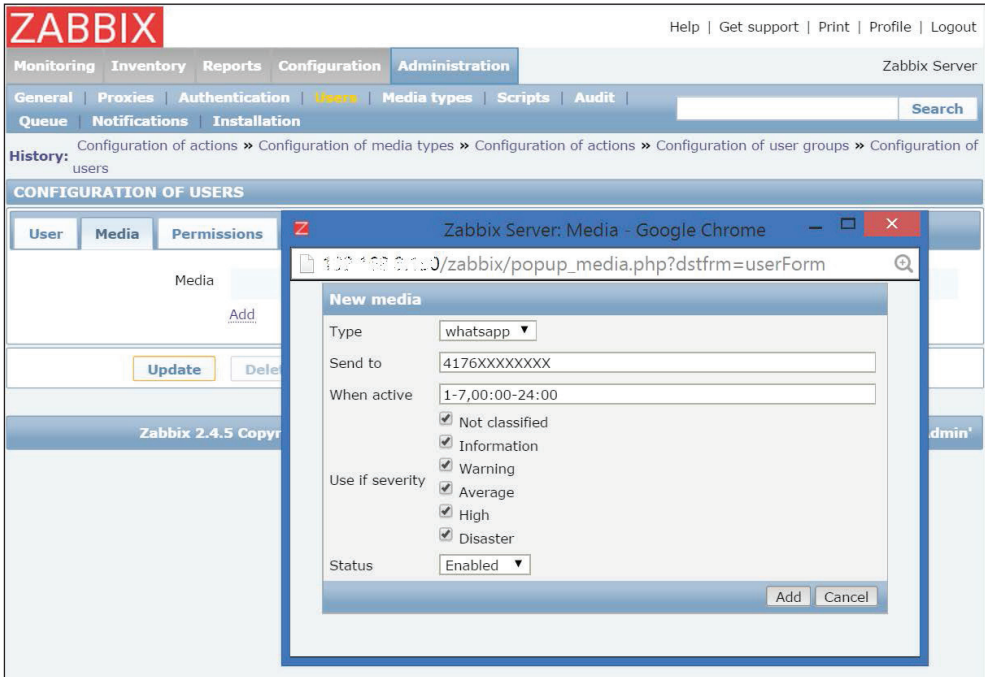 ZABBIX
Help | Get support | Print | Profile | Logout
Monitoring Inventory Reports Configuration Administration
Zabbix Server
General | Proxies | Authentication | Users | Media types | Scripts | Audit |
Search
Queue | Notifications | Installation
History: Configuration of actions » Configuration of media types » Configuration of actions » Configuration of user groups » Configuration of
users
CONFIGURATION OF USERS
User Media Permissions
Z Zabbix Server: Media - Google Chrome
0/zabbix/popup_media.php?dstfrm=userForm
Media
Add
New media
Type whatsapp
Send to 4176XXXXXXXX
When active 1-7,00:00-24:00
Use if severity
Not classified
Information
Warning
Average
High
Disaster
Status Enabled
Add Cancel
Update Dele
Zabbix 2.4.5 Copyr
dmin'